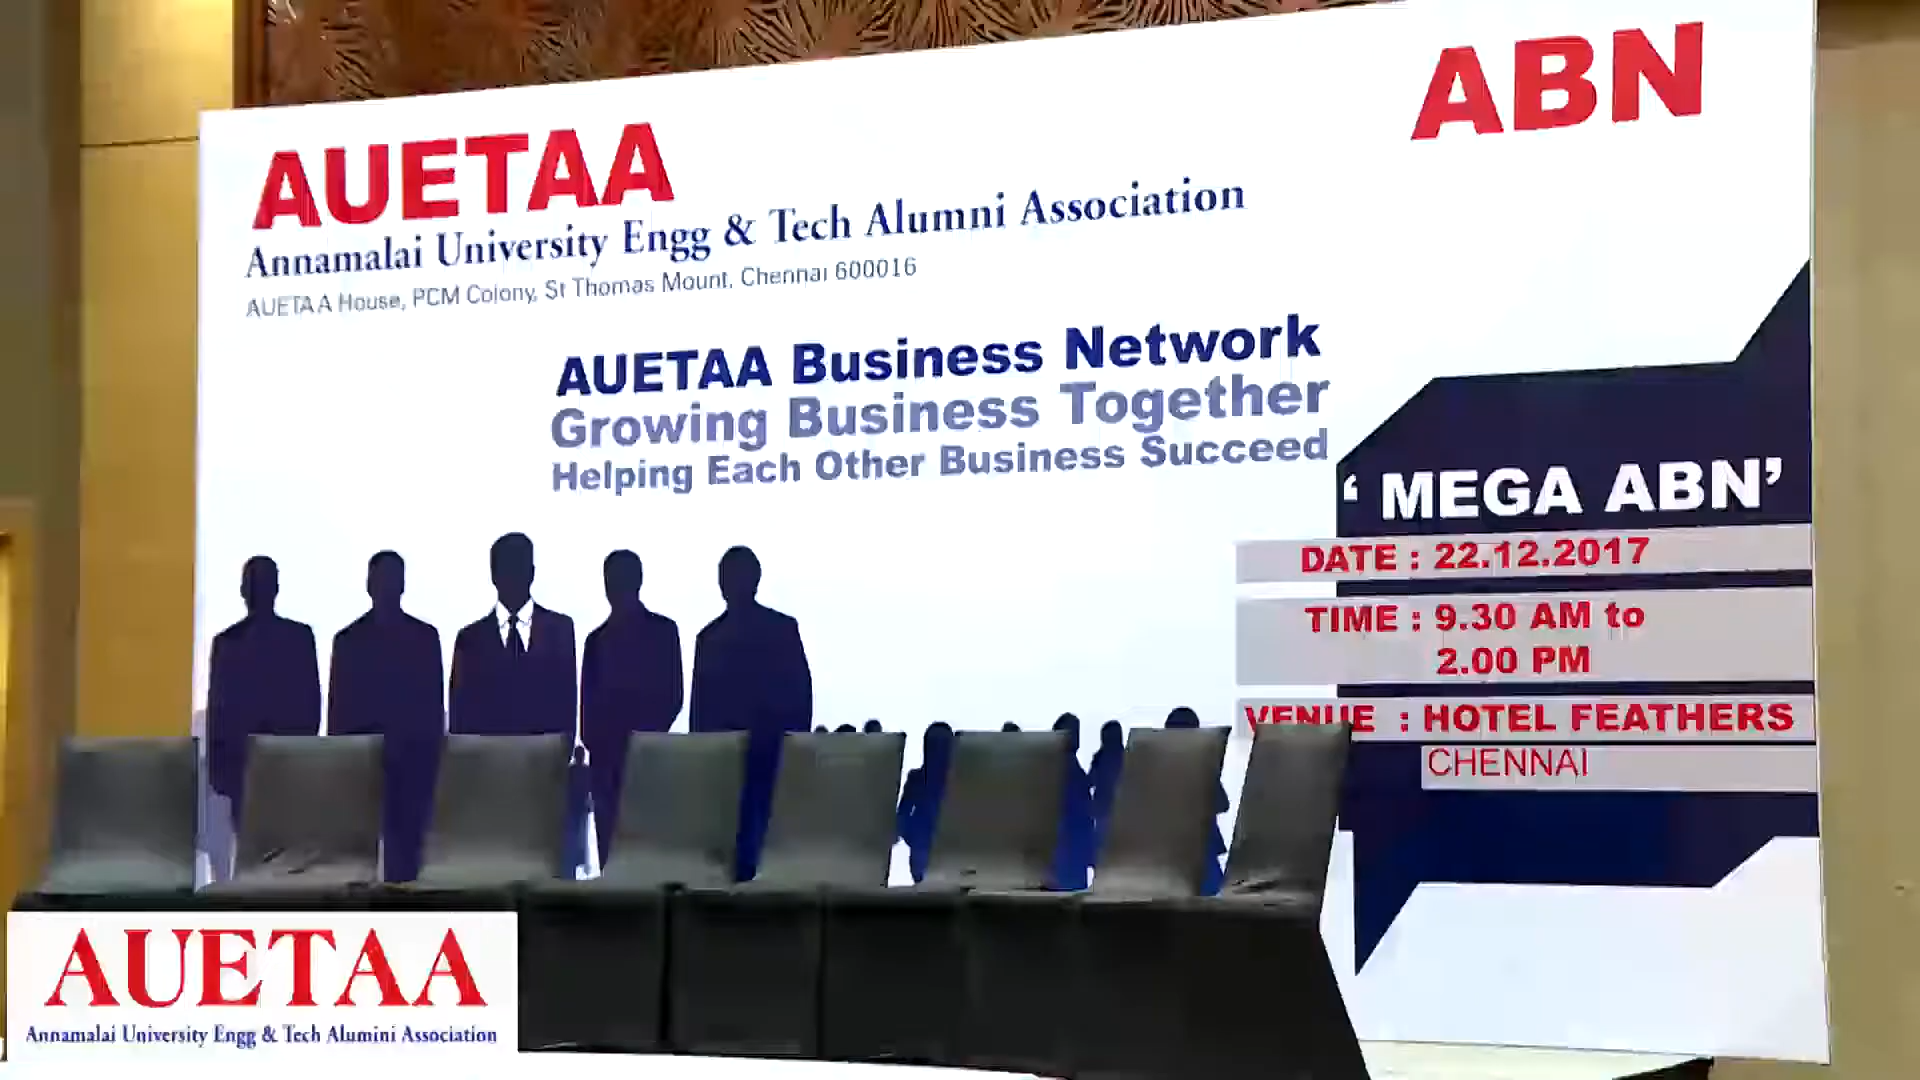 AUETAA
Annamalai University Engg & Tech Alumni Association
AUETAA House, PCM Colony, St Thomas Mount, Chennai 600016
ABN
AUETAA Business Network
Growing Business Together
Helping Each Other Business Succeed
‘ MEGA ABN’
DATE : 22.12.2017
TIME : 9.30 AM to
2.00 PM
VENUE : HOTEL FEATHERS
CHENNAI
AUETAA
Annamalai University Engg & Tech Alumini Association